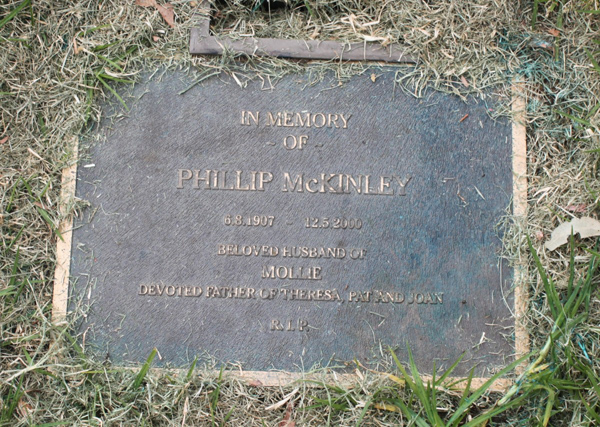 IN MEMORY
~ OF ~
PHILLIP McKINLEY
6.8.1907 ~ 12.5.2000
BELOVED HUSBAND OF
MOLLIE
DEVOTED FATHER OF THERESA, PAT AND JOAN
R.I.P.